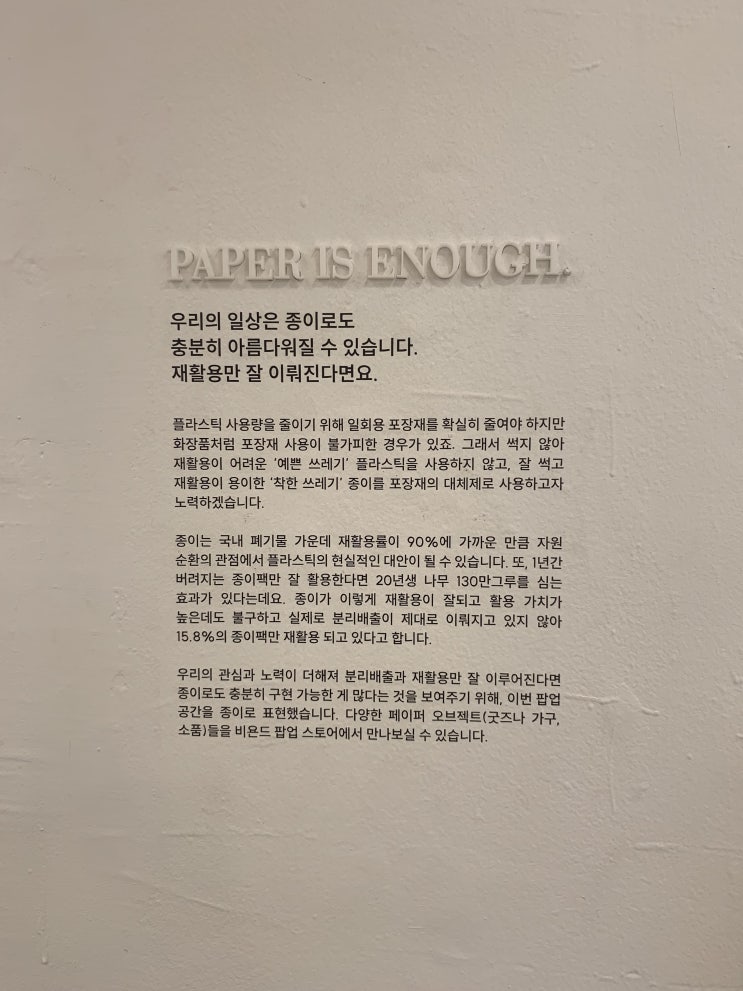 PAPER IS ENOUGH.
우리의 일상은 종이로도
충분히 아름다워질 수 있습니다.
재활용만 잘 이뤄진다면요.
플라스틱 사용량을 줄이기 위해 일회용 포장재를 확실히 줄여야 하지만
화장품처럼 포장재 사용이 불가피한 경우가 있죠. 그래서 썩지 않아
재활용이 어려운 '예쁜 쓰레기' 플라스틱을 사용하지 않고, 잘 썩고
재활용이 용이한 '착한 쓰레기' 종이를 포장재의 대체제로 사용하고자
노력하겠습니다.
종이는 국내 폐기물 가운데 재활용률이 90%에 가까운 만큼 자원
순환의 관점에서 플라스틱의 현실적인 대안이 될 수 있습니다. 또, 1년간
버려지는 종이팩만 잘 활용한다면 20년생 나무 130만그루를 심는
효과가 있다는데요. 종이가 이렇게 재활용이 잘되고 활용 가치가
높은데도 불구하고 실제로 분리배출이 제대로 이뤄지고 있지 않아
15.8%의 종이팩만 재활용 되고 있다고 합니다.
우리의 관심과 노력이 더해져 분리배출과 재활용만 잘 이루어진다면
종이로도 충분히 구현 가능한 게 많다는 것을 보여주기 위해, 이번 팝업
공간을 종이로 표현했습니다. 다양한 페이퍼 오브젝트(굿즈나 가구,
소품)들을 비욘드 팝업 스토어에서 만나보실 수 있습니다.